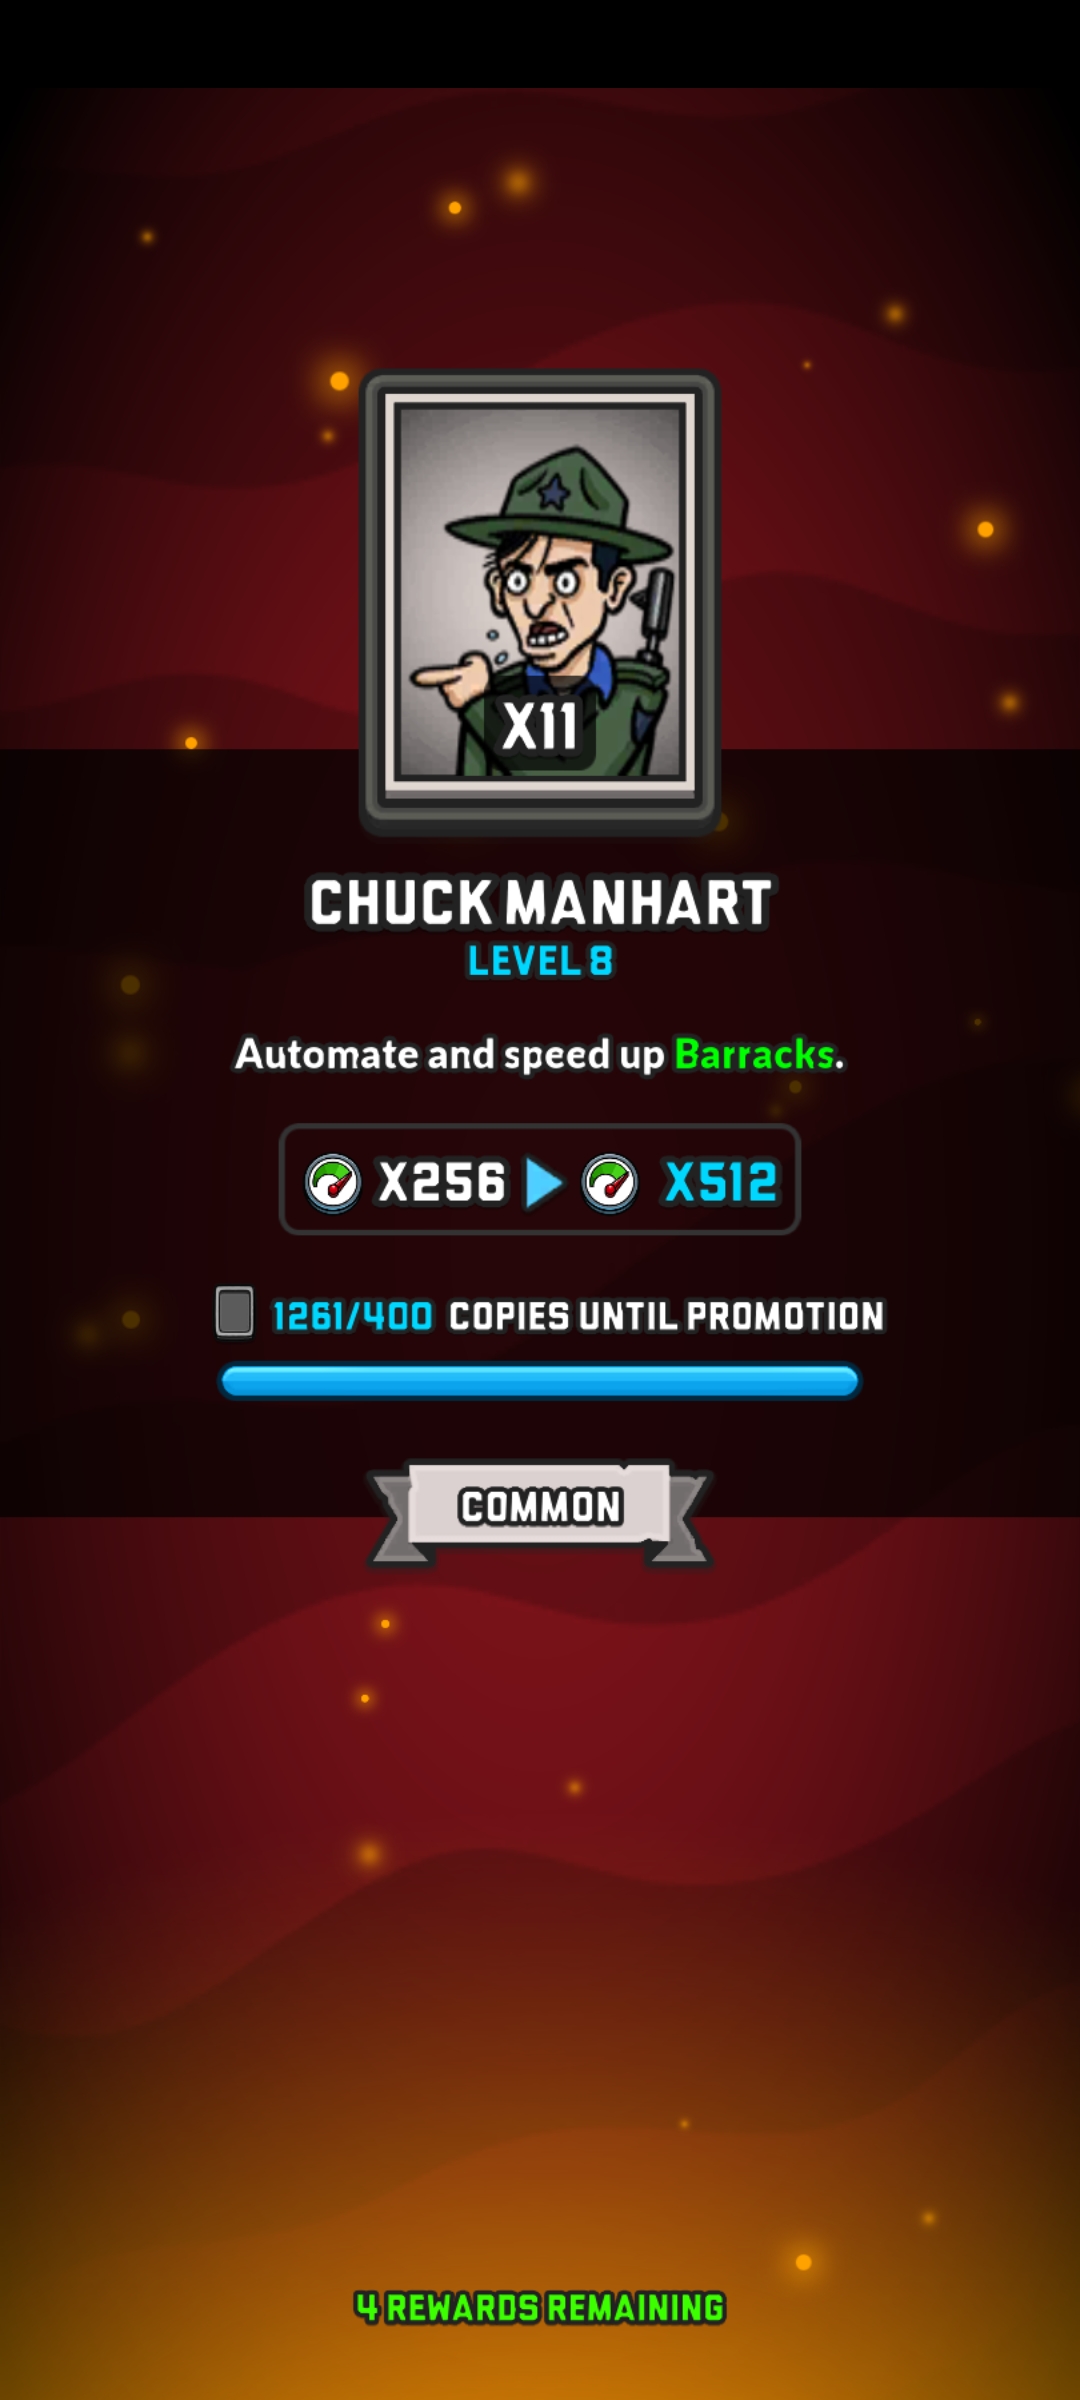 X11
CHUCK MANHART
LEVEL 8
Automate and speed up Barracks.
X256 X512
1261/400 COPIES UNTIL PROMOTION
COMMON
4 REWARDS REMAINING